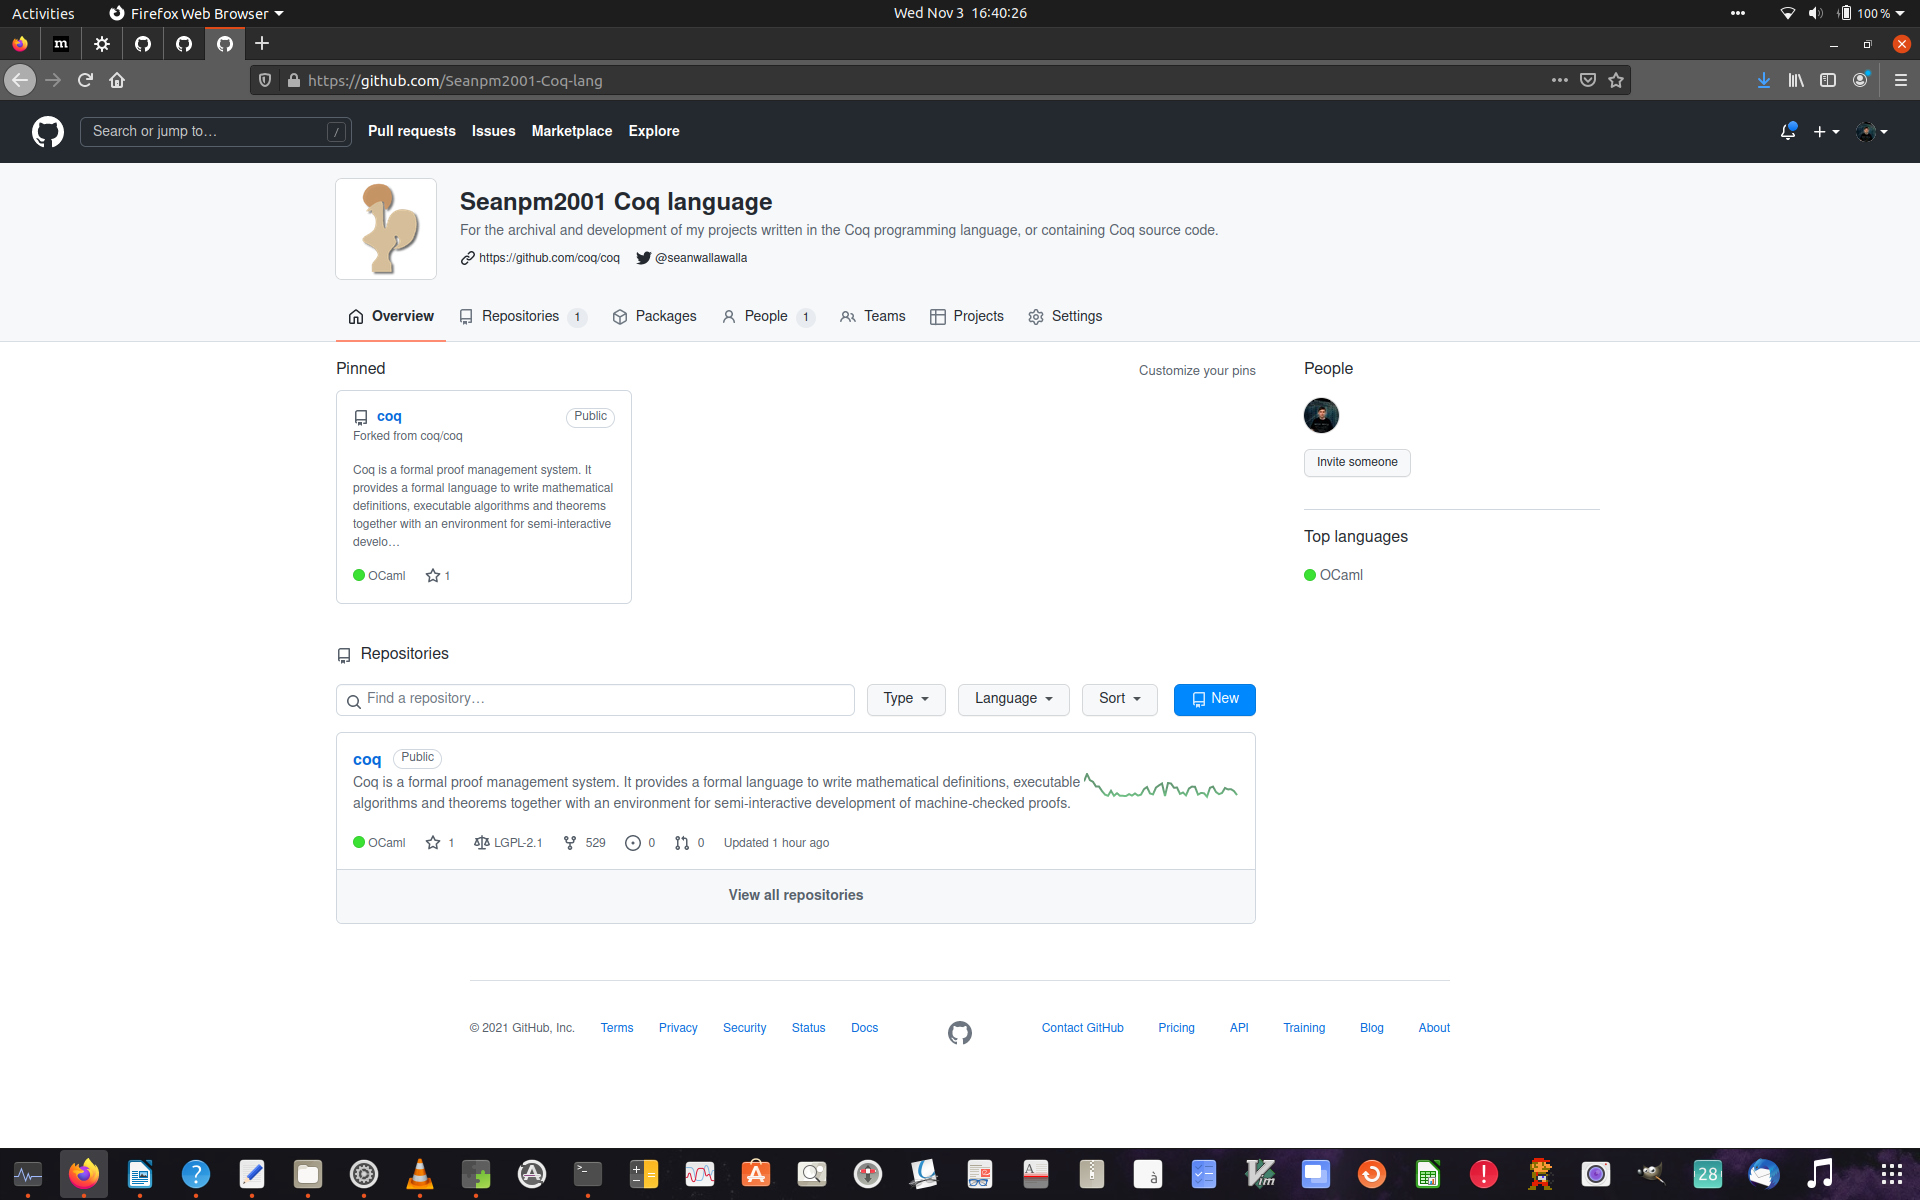 Activities
Firefox Web Browser
Wed Nov 3 16:40:26
100 %
m
https://github.com/Seanpm2001-Coq-lang
Search or jump to…
/
Pull requests
Issues
Marketplace
Explore
Seanpm2001 Coq language
For the archival and development of my projects written in the Coq programming language, or containing Coq source code.
https://github.com/coq/coq
@seanwallawalla
Overview
Repositories 1
Packages
People 1
Teams
Projects
Settings
Pinned
Customize your pins
coq
Public
Forked from coq/coq
Coq is a formal proof management system. It
provides a formal language to write mathematical
definitions, executable algorithms and theorems
together with an environment for semi-interactive
develo…
OCaml
1
People
Invite someone
Top languages
OCaml
Repositories
Find a repository…
Type
Language
Sort
New
coq
Public
Coq is a formal proof management system. It provides a formal language to write mathematical definitions, executable
algorithms and theorems together with an environment for semi-interactive development of machine-checked proofs.
OCaml
1
LGPL-2.1
529
0
0
Updated 1 hour ago
View all repositories
© 2021 GitHub, Inc.
Terms
Privacy
Security
Status
Docs
Contact GitHub
Pricing
API
Training
Blog
About
?
>_
A
à
Vim
!
28